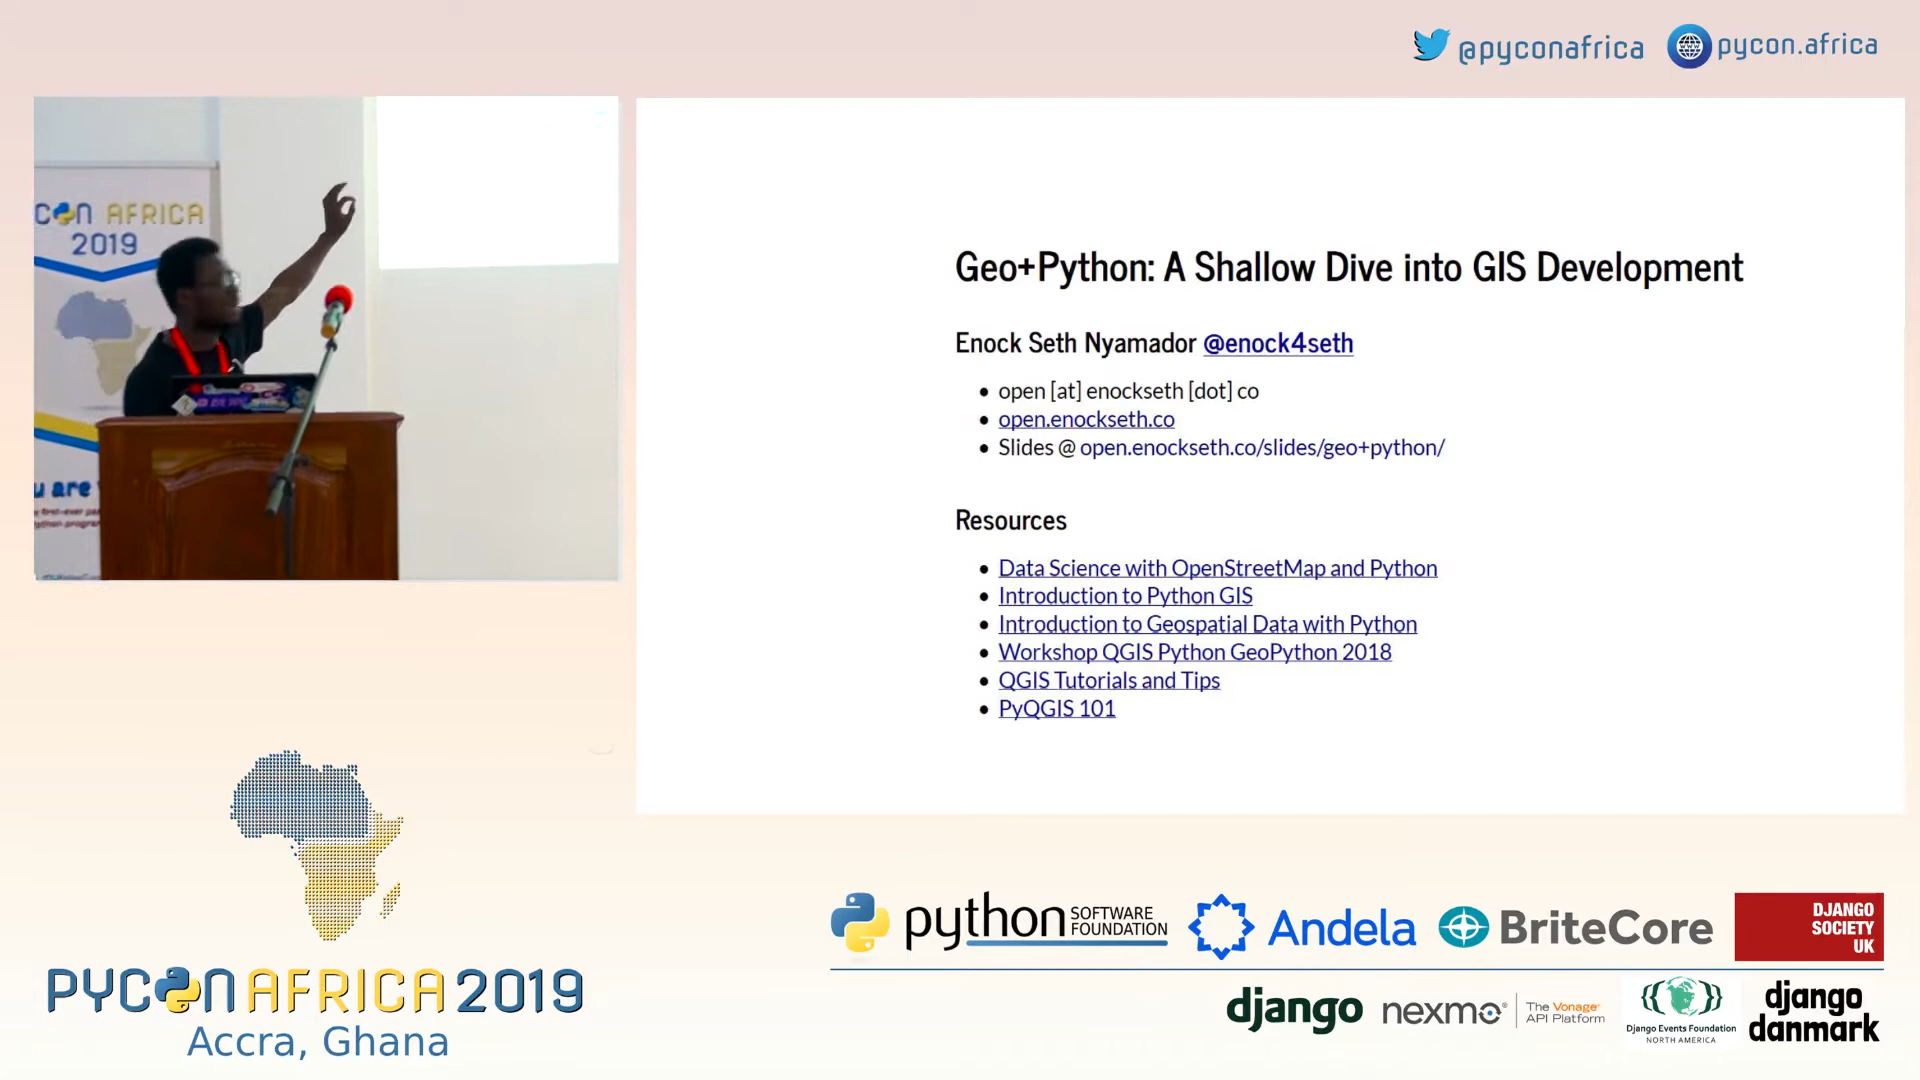 @pyconafrica pycon.africa
CON AFRICA
2019
u are
Geo+Python: A Shallow Dive into GIS Development
Enock Seth Nyamador @enock4seth
open [at] enockseth [dot] co
open.enockseth.co
Slides @ open.enockseth.co/slides/geo+python/
Resources
Data Science with OpenStreetMap and Python
Introduction to Python GIS
Introduction to Geospatial Data with Python
Workshop QGIS Python GeoPython 2018
QGIS Tutorials and Tips
PyQGIS 101
PYCON AFRICA 2019
Accra, Ghana
python SOFTWARE FOUNDATION
Andela
BriteCore
DJANGO
SOCIETY
UK
django
nexmo
The Vonage®
API Platform
Django Events Foundation
NORTH AMERICA
django
danmark